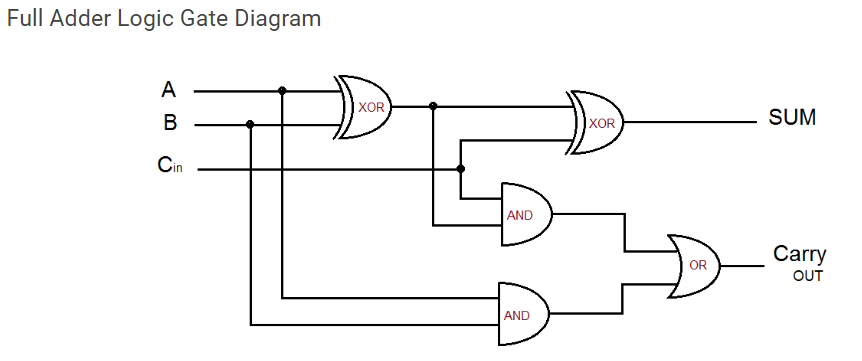 Full Adder Logic Gate Diagram
A
XOR
B
XOR
SUM
Cin
AND
Carry
OR
OUT
AND